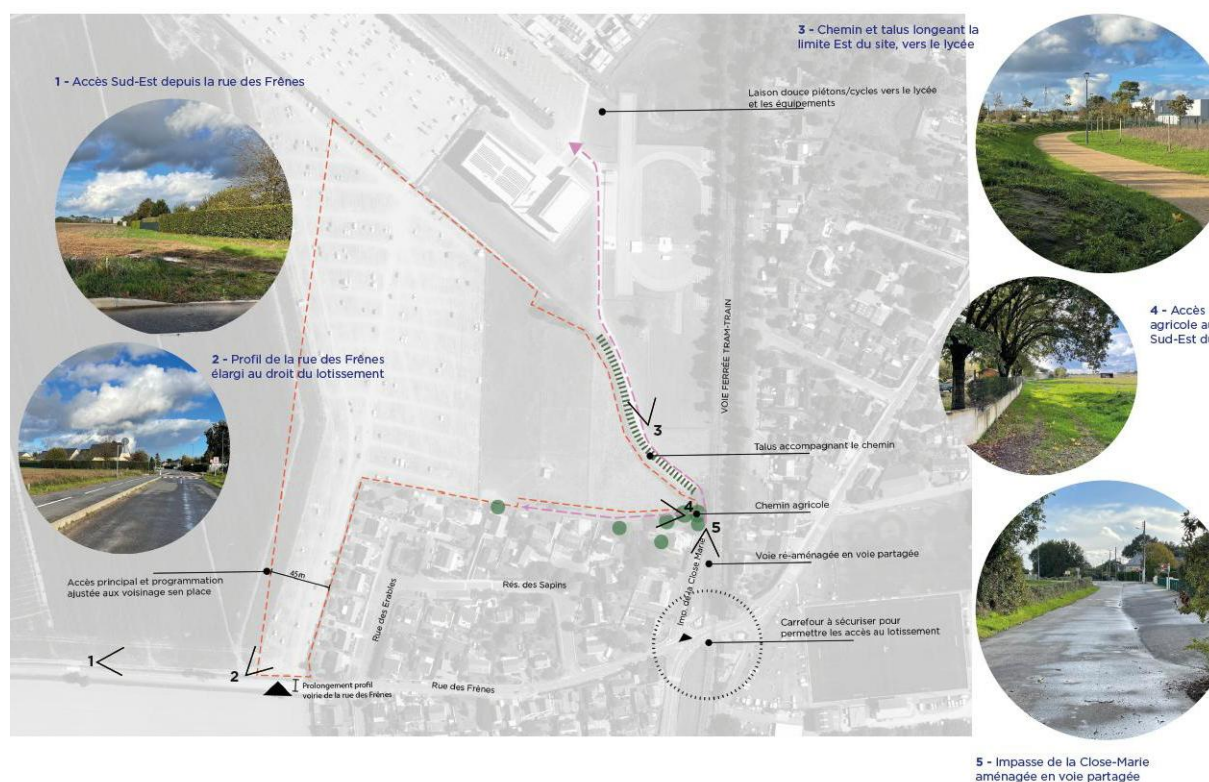 3 - Chemin et talus longeant la
limite Est du site, vers le lycée
1 - Accès Sud-Est depuis la rue des Frênes
Laison douce piétons/cycles vers le lycée
et les équipements
4 - Accès
agricole au
Sud-Est du
2 - Profil de la rue des Frênes
élargi au droit du lotissement
VOIE FERRÉE TRAM-TRAIN
3
Talus accompagnant le chemin
4
Chemin agricole
5
Voie ré-aménagée en voie partagée
Accès principal et programmation
ajustée aux voisinage sen place
45m
Rue des Erables
Rés. des Sapins
Imp. de la Close Marie
Carrefour à sécuriser pour
permettre les accès au lotissement
1
2
Prolongement profil
voirie de la rue des Frênes
Rue des Frênes
5 - Impasse de la Close-Marie
aménagée en voie partagée